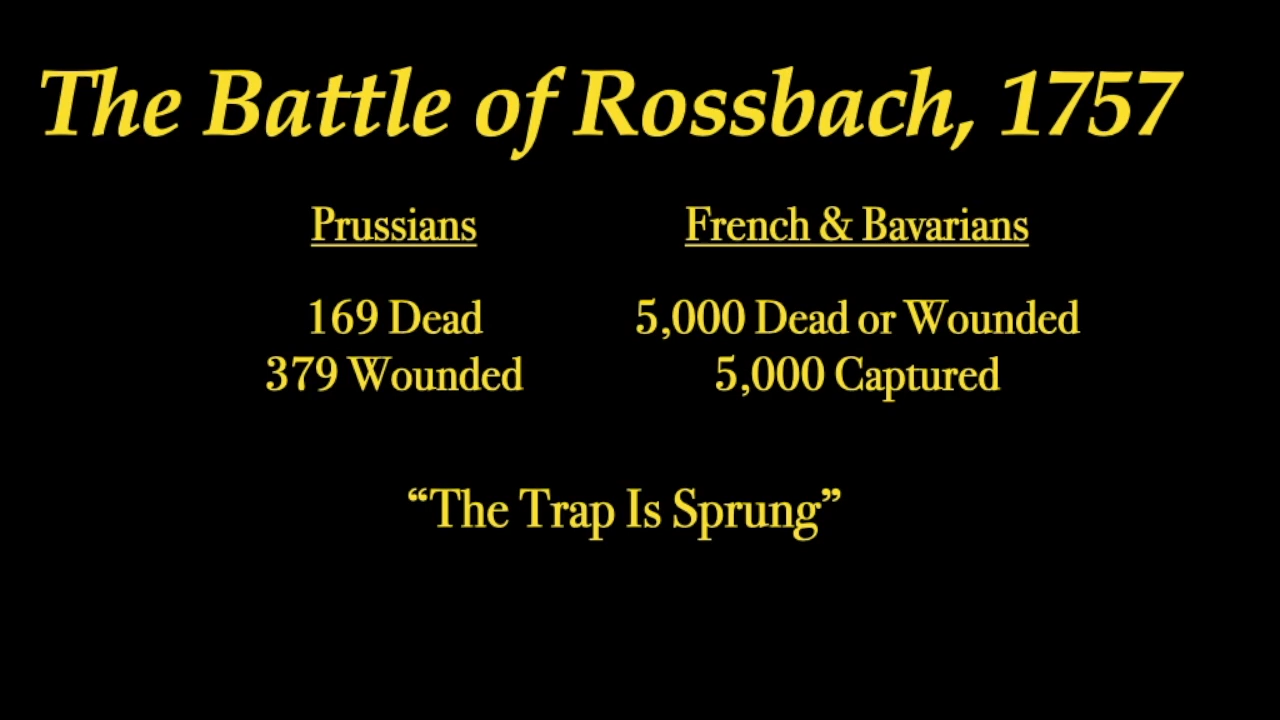 The Battle of Rossbach, 1757
Prussians French & Bavarians
169 Dead 5,000 Dead or Wounded
379 Wounded 5,000 Captured
“The Trap Is Sprung”